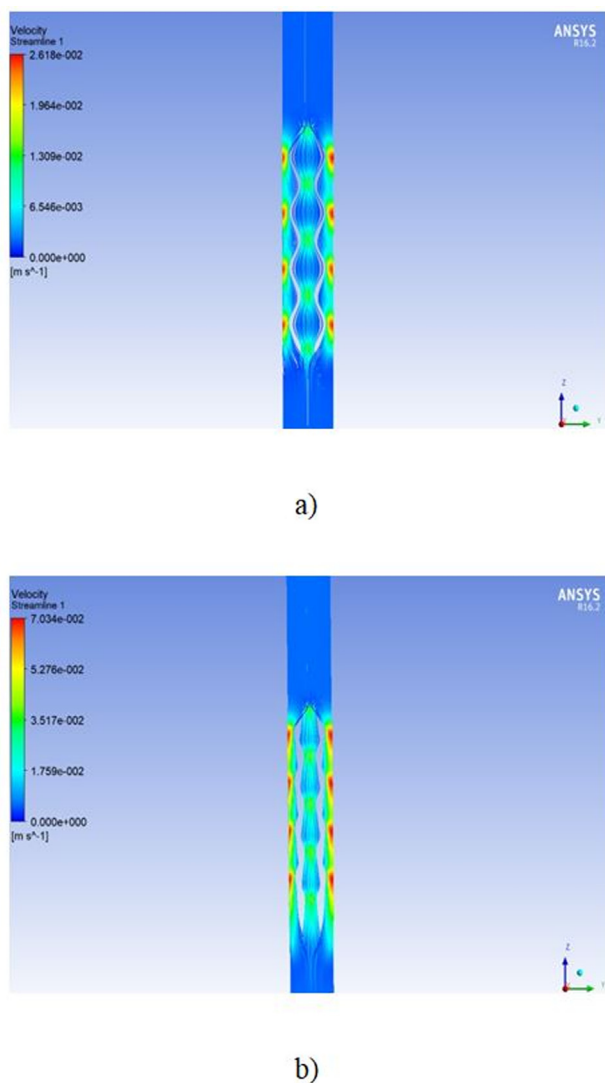 Velocity
Streamline 1
ANSYS
R16.2
2.618e-002
1.964e-002
1.309e-002
6.546e-003
0.000e+000
[m s^-1]
Z
Y
a)
Velocity
Streamline 1
ANSYS
R16.2
7.034e-002
5.276e-002
3.517e-002
1.759e-002
0.000e+000
[m s^-1]
Z
Y
b)